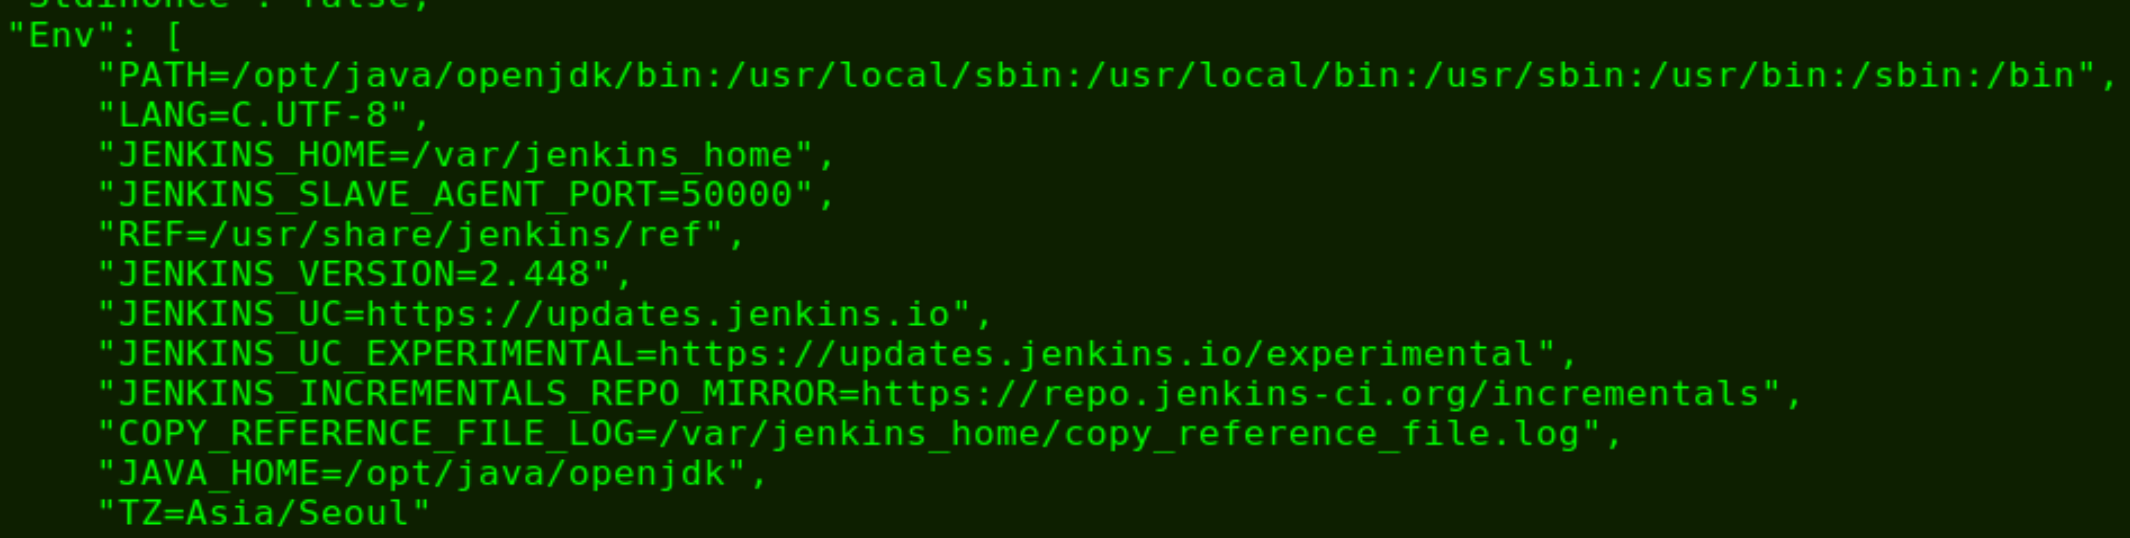 "StdinOnce": false,
"Env": [
"PATH=/opt/java/openjdk/bin:/usr/local/sbin:/usr/local/bin:/usr/sbin:/usr/bin:/sbin:/bin",
"LANG=C.UTF-8",
"JENKINS_HOME=/var/jenkins_home",
"JENKINS_SLAVE_AGENT_PORT=50000",
"REF=/usr/share/jenkins/ref",
"JENKINS_VERSION=2.448",
"JENKINS_UC=https://updates.jenkins.io",
"JENKINS_UC_EXPERIMENTAL=https://updates.jenkins.io/experimental",
"JENKINS_INCREMENTALS_REPO_MIRROR=https://repo.jenkins-ci.org/incrementals",
"COPY_REFERENCE_FILE_LOG=/var/jenkins_home/copy_reference_file.log",
"JAVA_HOME=/opt/java/openjdk",
"TZ=Asia/Seoul"